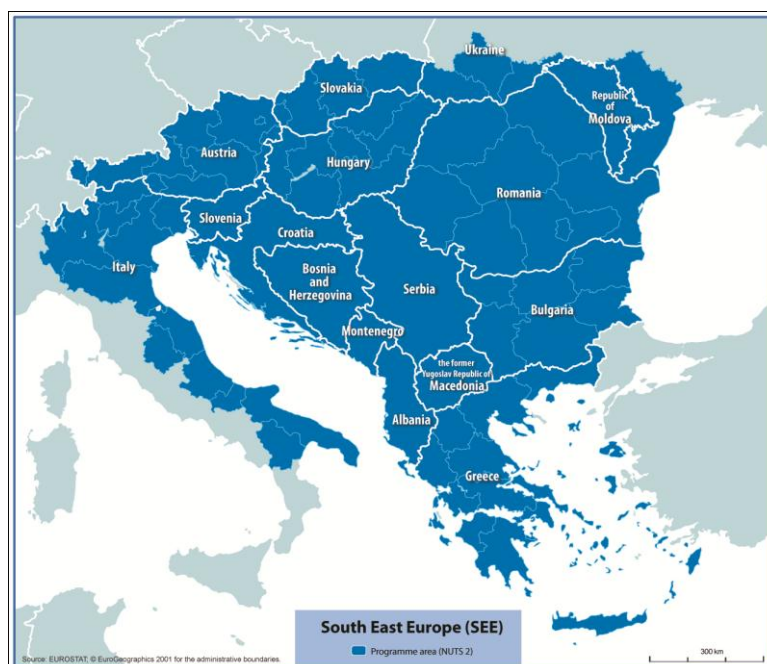 Ukraine
Slovakia
Republic
of
Moldova
Austria
Hungary
Romania
Slovenia
Croatia
Italy
Bosnia
and
Herzegovina
Serbia
Bulgaria
Montenegro
the former
Yugoslav Republic of
Macedonia
Albania
Greece
South East Europe (SEE)
Programme area (NUTS 2)
Source: EUROSTAT; © EuroGeographics 2001 for the administrative boundaries.
300 km